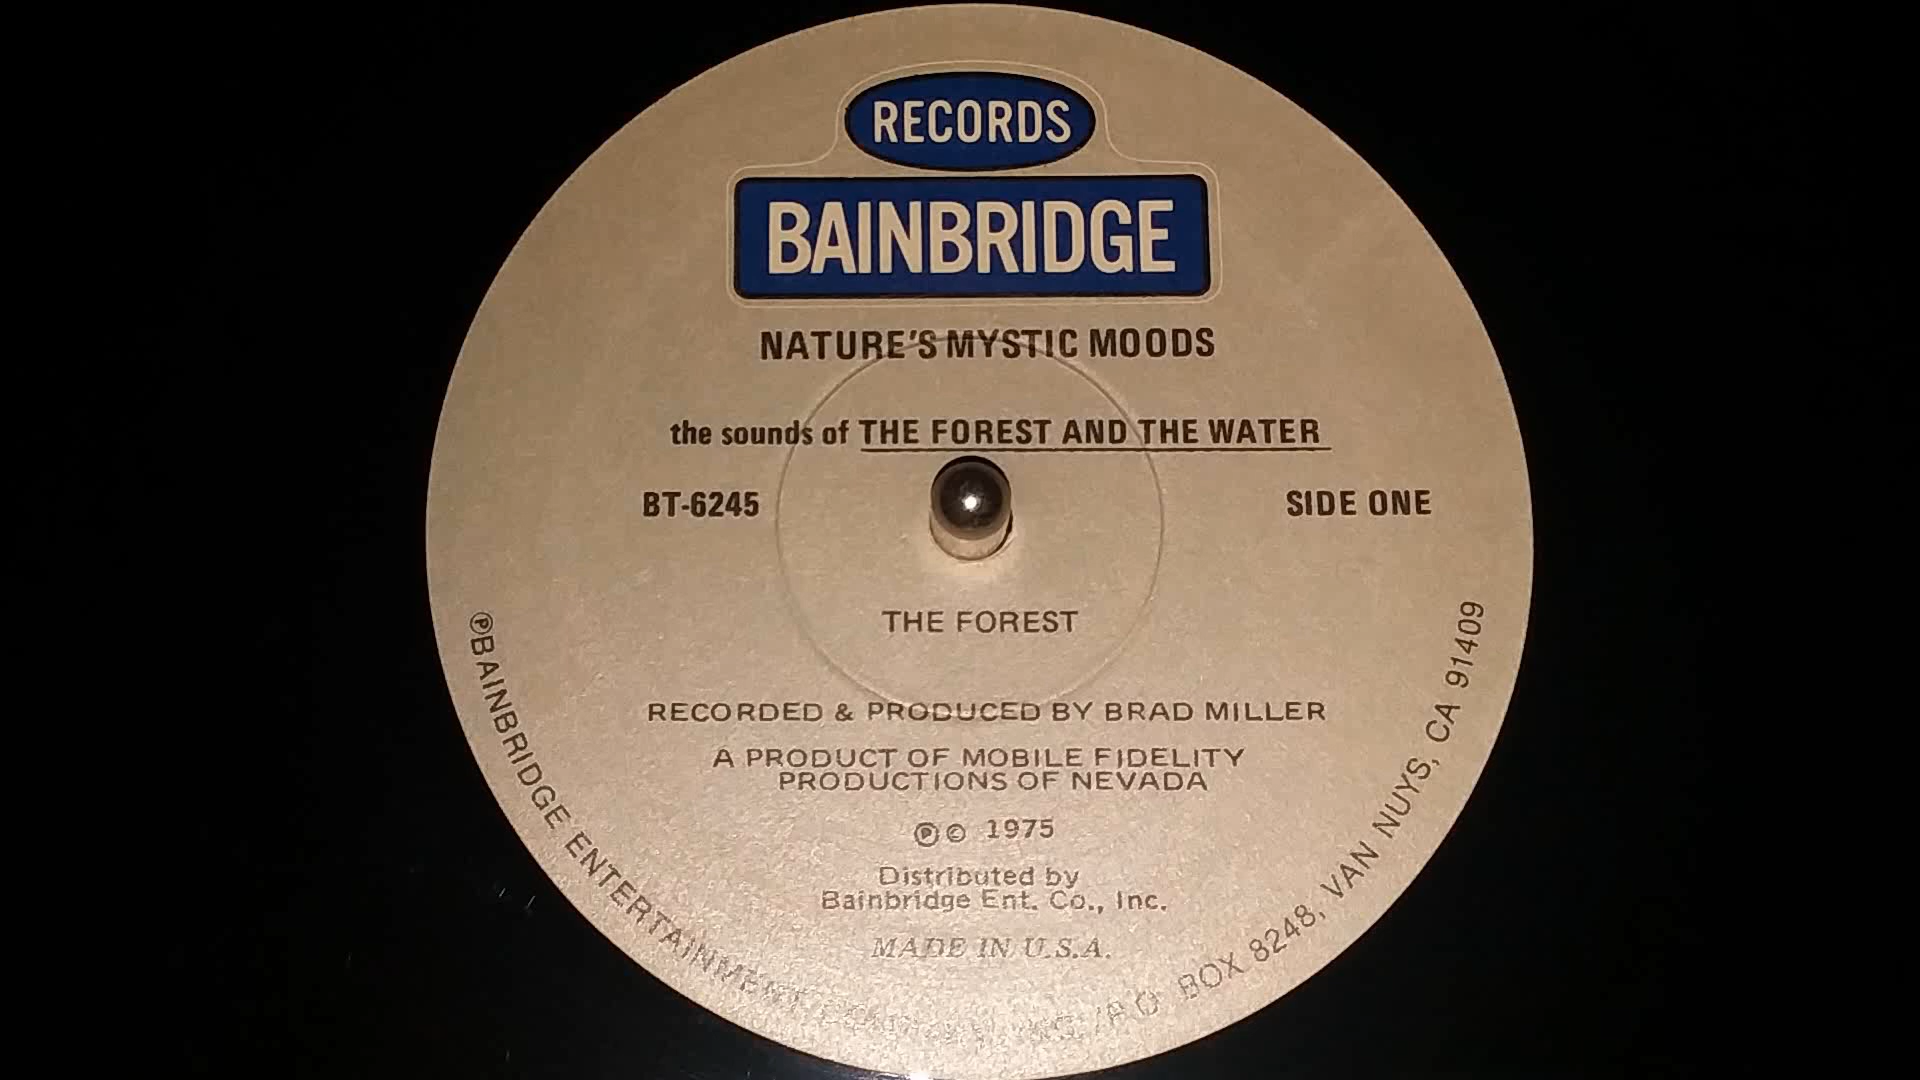 RECORDS
BAINBRIDGE
NATURE'S MYSTIC MOODS
the sounds of THE FOREST AND THE WATER
BT-6245
SIDE ONE
THE FOREST
RECORDED & PRODUCED BY BRAD MILLER
A PRODUCT OF MOBILE FIDELITY
PRODUCTIONS OF NEVADA
℗ © 1975
Distributed by
Bainbridge Ent. Co., Inc.
MADE IN U.S.A.
℗BAINBRIDGE ENTERTAINMENT P.O. BOX 8248, VAN NUYS, CA 91409